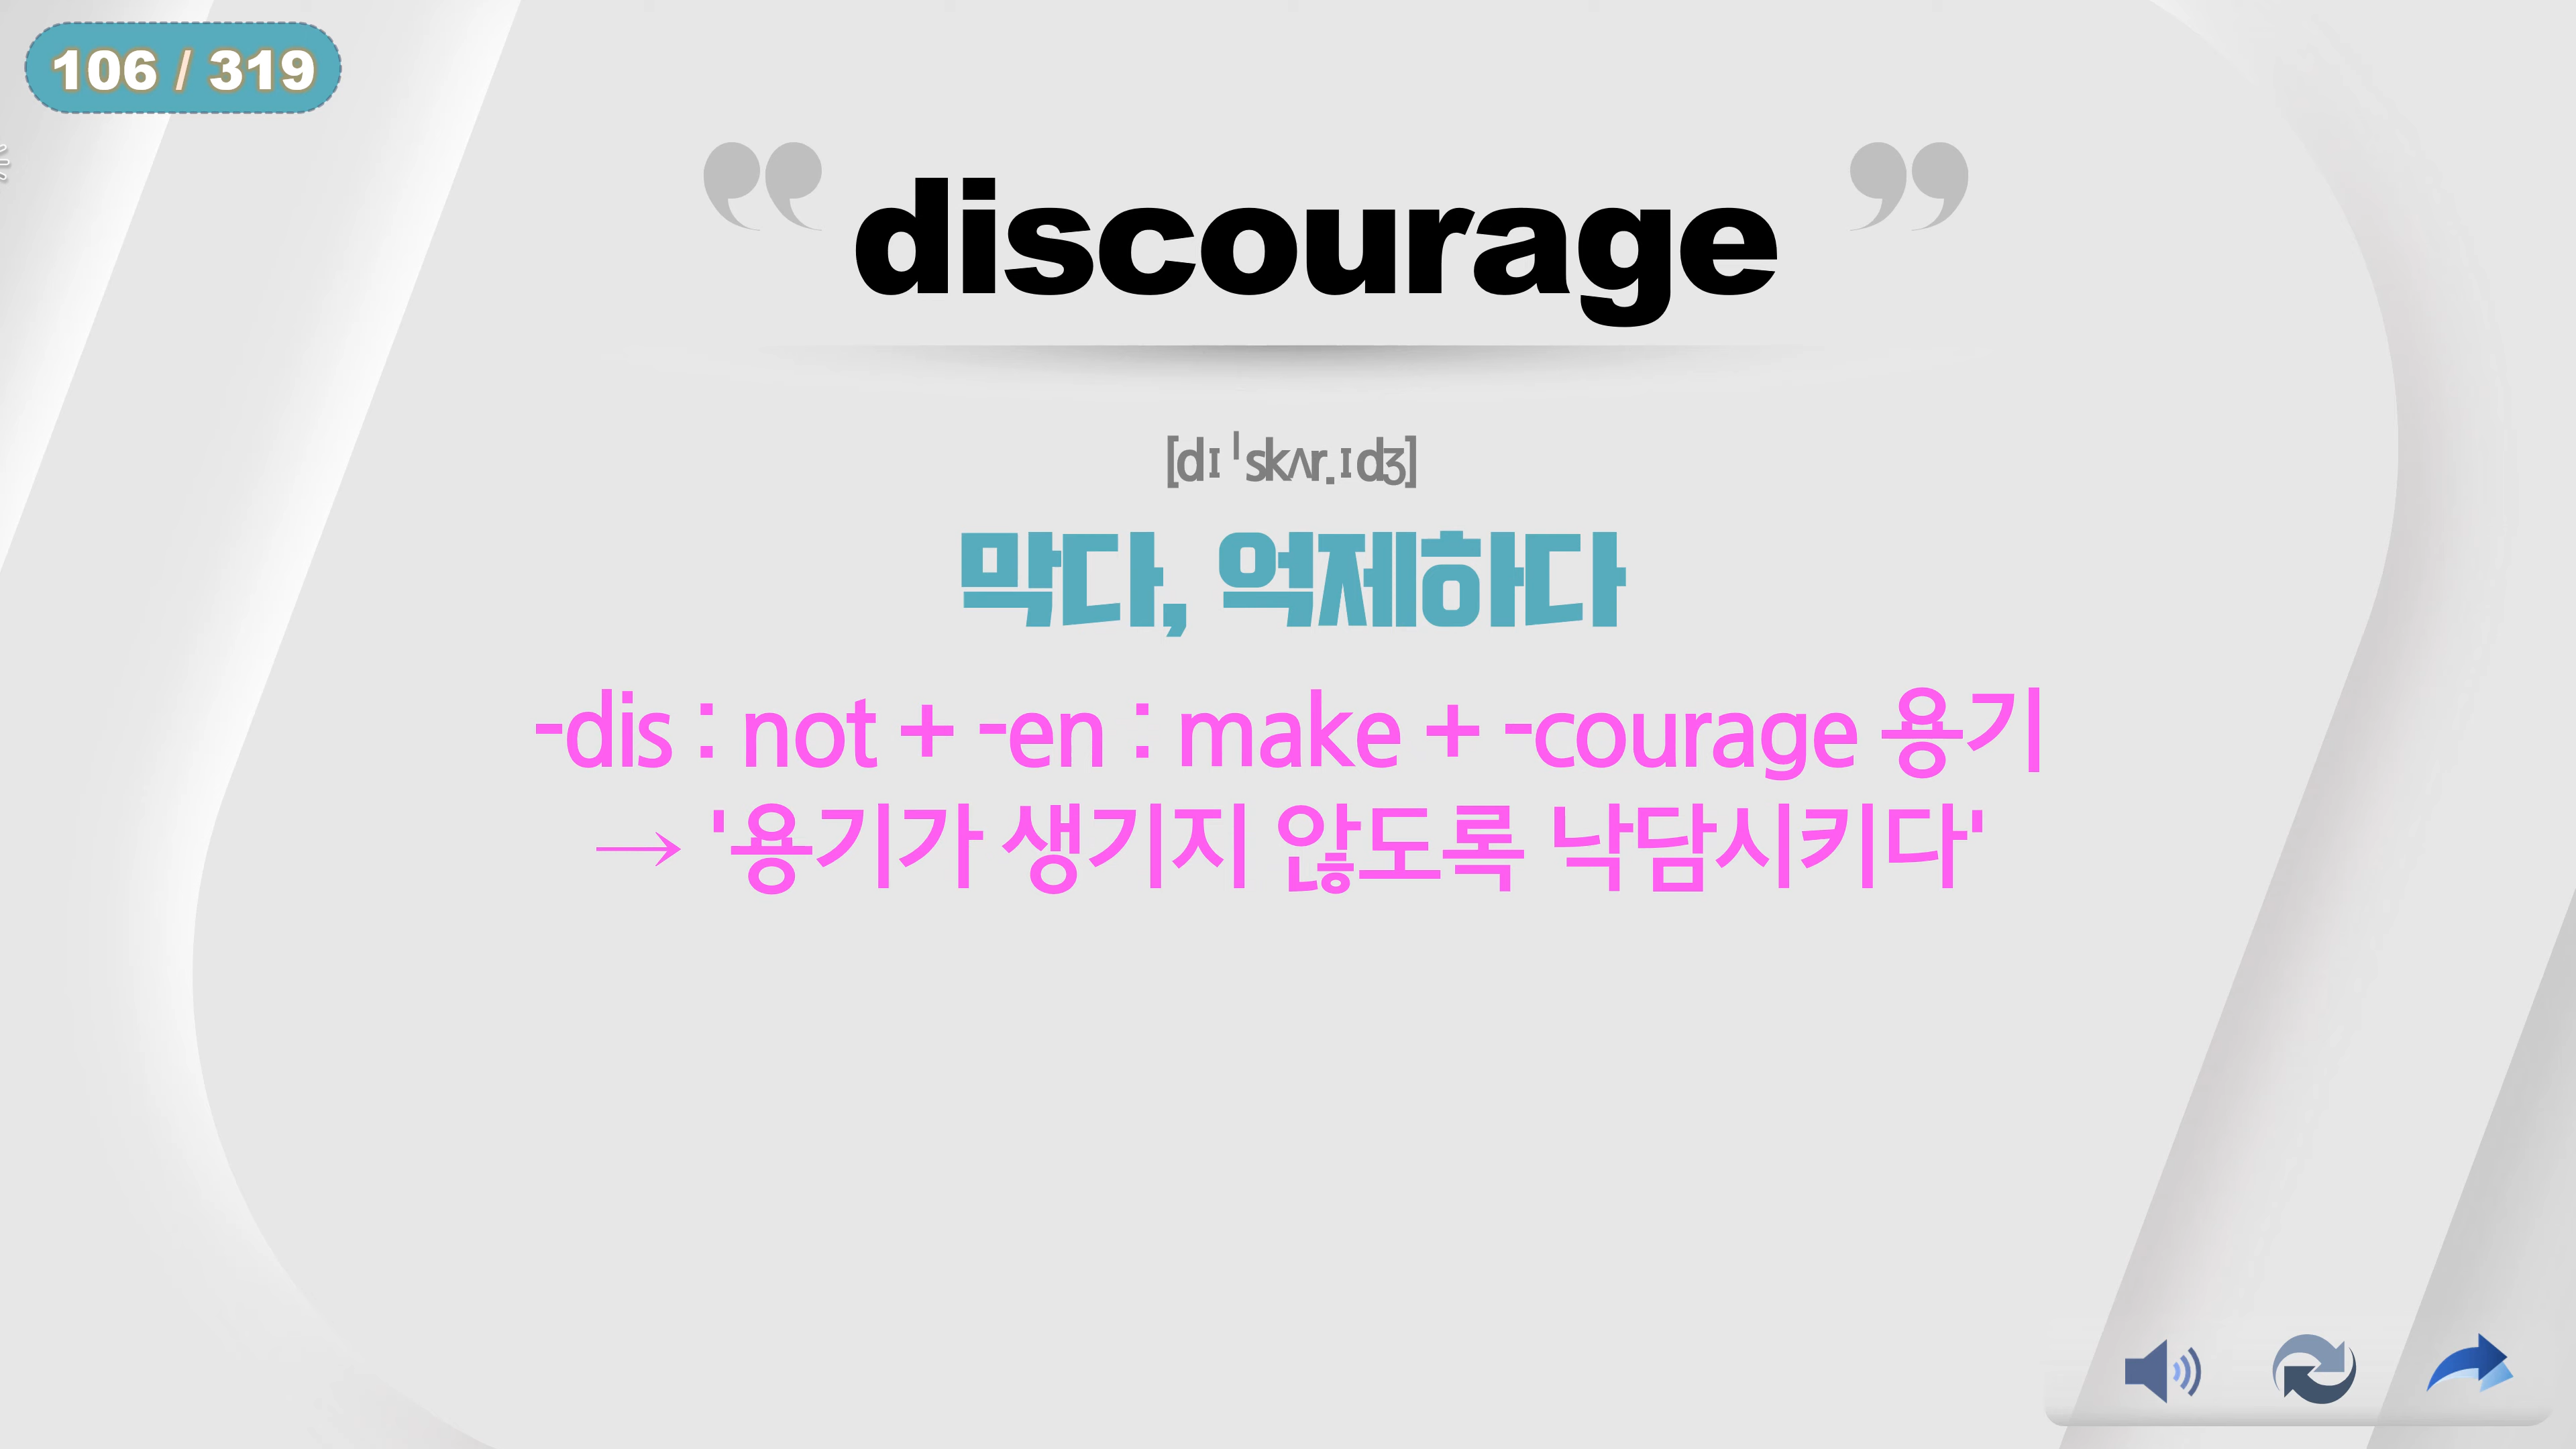 106 / 319
“ discourage ”
[dɪˈskʌr.ɪdʒ]
막다, 억제하다
-dis : not + -en : make + -courage 용기
→ '용기가 생기지 않도록 낙담시키다'